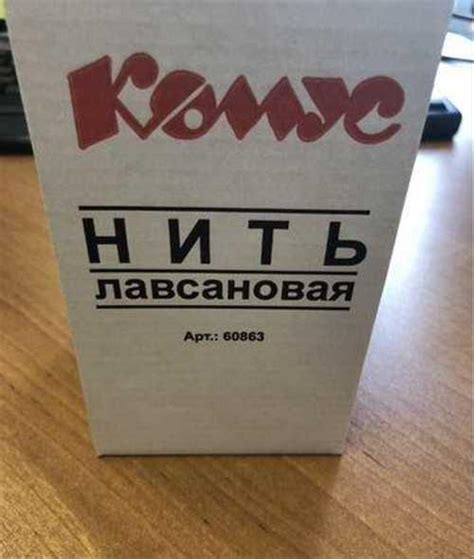 Комус
НИТЬ
лавсановая
Арт.: 60863